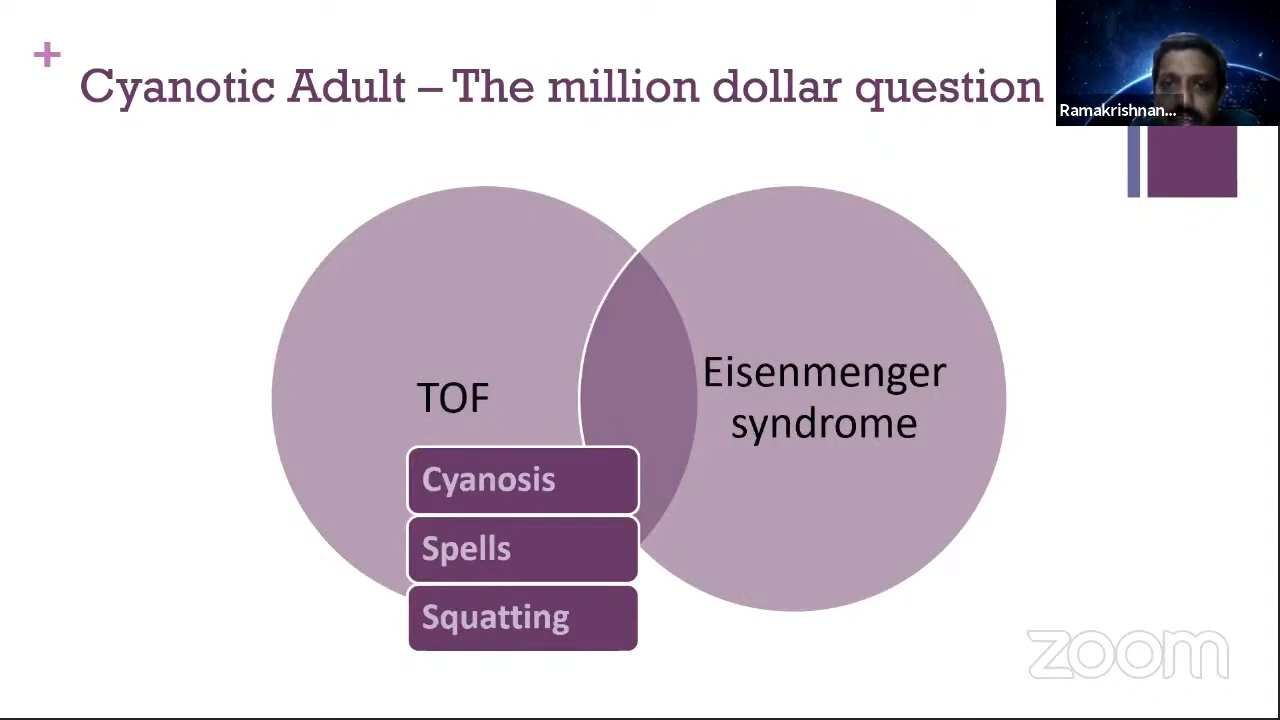 +
Cyanotic Adult – The million dollar question
Ramakrishnan...
TOF
Eisenmenger
syndrome
Cyanosis
Spells
Squatting
zoom